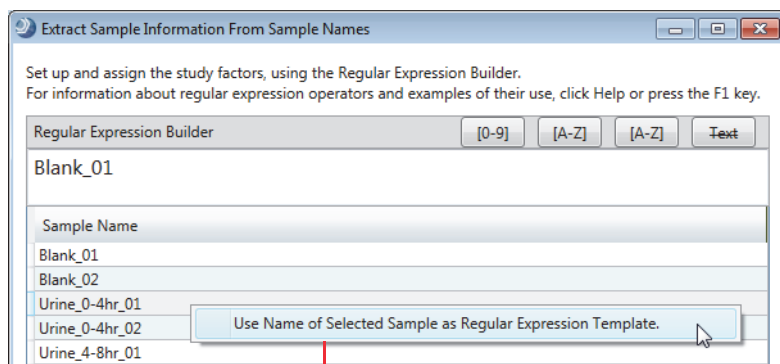 Extract Sample Information From Sample Names
Set up and assign the study factors, using the Regular Expression Builder.
For information about regular expression operators and examples of their use, click Help or press the F1 key.
Regular Expression Builder [0-9] [A-Z] [A-Z] Text
Blank_01
Sample Name
Blank_01
Blank_02
Urine_0-4hr_01
Urine_0-4hr_02
Use Name of Selected Sample as Regular Expression Template.
Urine_4-8hr_01